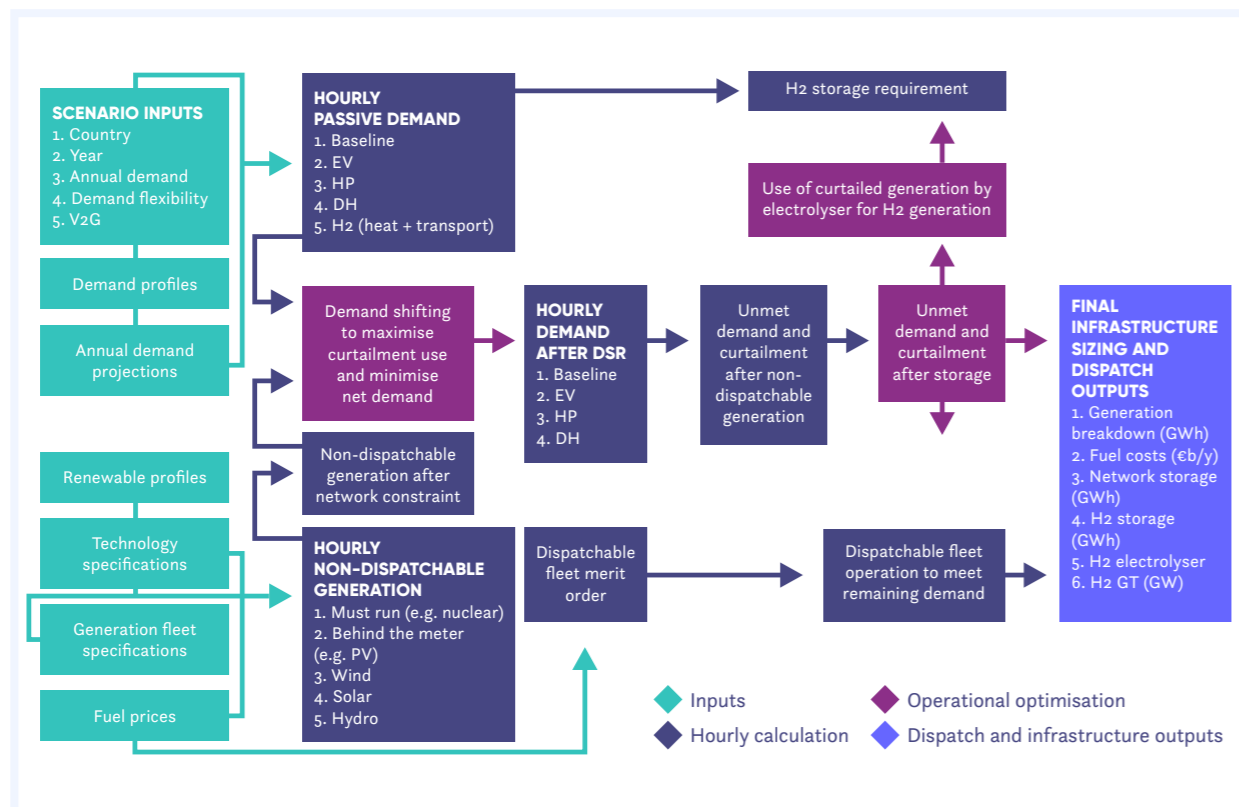 SCENARIO INPUTS
1. Country
2. Year
3. Annual demand
4. Demand flexibility
5. V2G
Demand profiles
Annual demand
projections
Renewable profiles
Technology
specifications
Generation fleet
specifications
Fuel prices
HOURLY
PASSIVE DEMAND
1. Baseline
2. EV
3. HP
4. DH
5. H2 (heat + transport)
Demand shifting
to maximise
curtailment use
and minimise
net demand
Non-dispatchable
generation after
network constraint
HOURLY
NON-DISPATCHABLE
GENERATION
1. Must run (e.g. nuclear)
2. Behind the meter
(e.g. PV)
3. Wind
4. Solar
5. Hydro
HOURLY
DEMAND
AFTER DSR
1. Baseline
2. EV
3. HP
4. DH
Dispatchable
fleet merit
order
Unmet
demand and
curtailment
after non-
dispatchable
generation
H2 storage requirement
Use of curtailed generation by
electrolyser for H2 generation
Unmet
demand and
curtailment
after storage
Dispatchable fleet
operation to meet
remaining demand
FINAL
INFRASTRUCTURE
SIZING AND
DISPATCH
OUTPUTS
1. Generation
breakdown (GWh)
2. Fuel costs (€b/y)
3. Network storage
(GWh)
4. H2 storage
(GWh)
5. H2 electrolyser
6. H2 GT (GW)
Inputs
Hourly calculation
Operational optimisation
Dispatch and infrastructure outputs